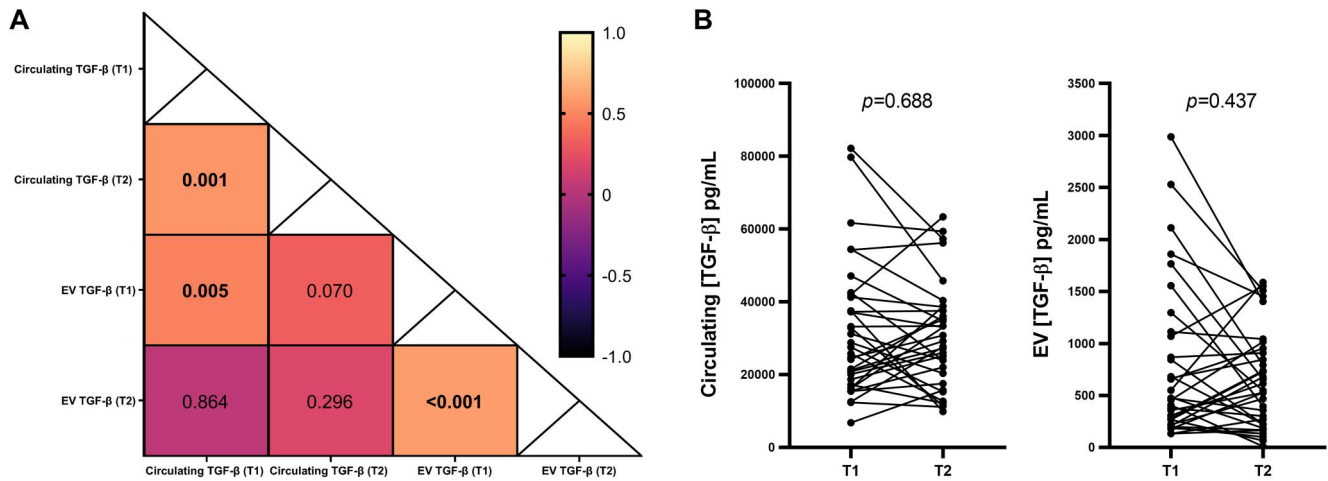 A
Circulating TGF-β (T1)
Circulating TGF-β (T2)
EV TGF-β (T1)
EV TGF-β (T2)
0.001
0.005
0.070
0.864
0.296
<0.001
Circulating TGF-β (T1)
Circulating TGF-β (T2)
EV TGF-β (T1)
EV TGF-β (T2)
1.0
0.5
0
-0.5
-1.0
B
Circulating [TGF-β] pg/mL
100000
80000
60000
40000
20000
0
p=0.688
T1
T2
EV [TGF-β] pg/mL
3500
3000
2500
2000
1500
1000
500
0
p=0.437
T1
T2